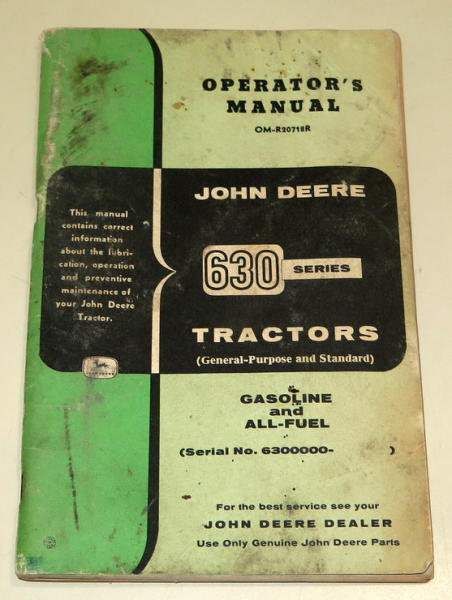 OPERATOR'S
MANUAL
OM-R20718R
This manual
contains correct
information
about the lubri-
cation, operation
and preventive
maintenance of
your John Deere
Tractor.
JOHN DEERE
630 SERIES
TRACTORS
(General-Purpose and Standard)
GASOLINE
and
ALL-FUEL
(Serial No. 6300000- )
For the best service see your
JOHN DEERE DEALER
Use Only Genuine John Deere Parts